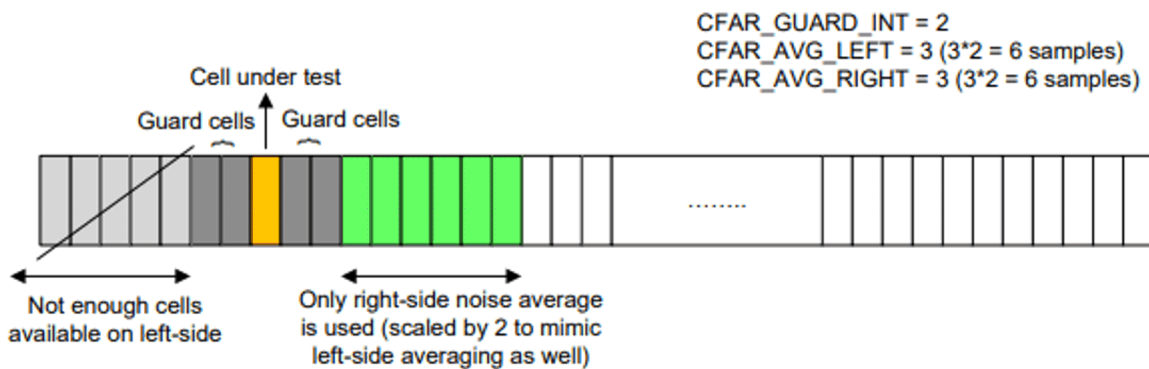 CFAR_GUARD_INT = 2
CFAR_AVG_LEFT = 3 (3*2 = 6 samples)
CFAR_AVG_RIGHT = 3 (3*2 = 6 samples)
Cell under test
Guard cells
Guard cells
........
Not enough cells
available on left-side
Only right-side noise average
is used (scaled by 2 to mimic
left-side averaging as well)